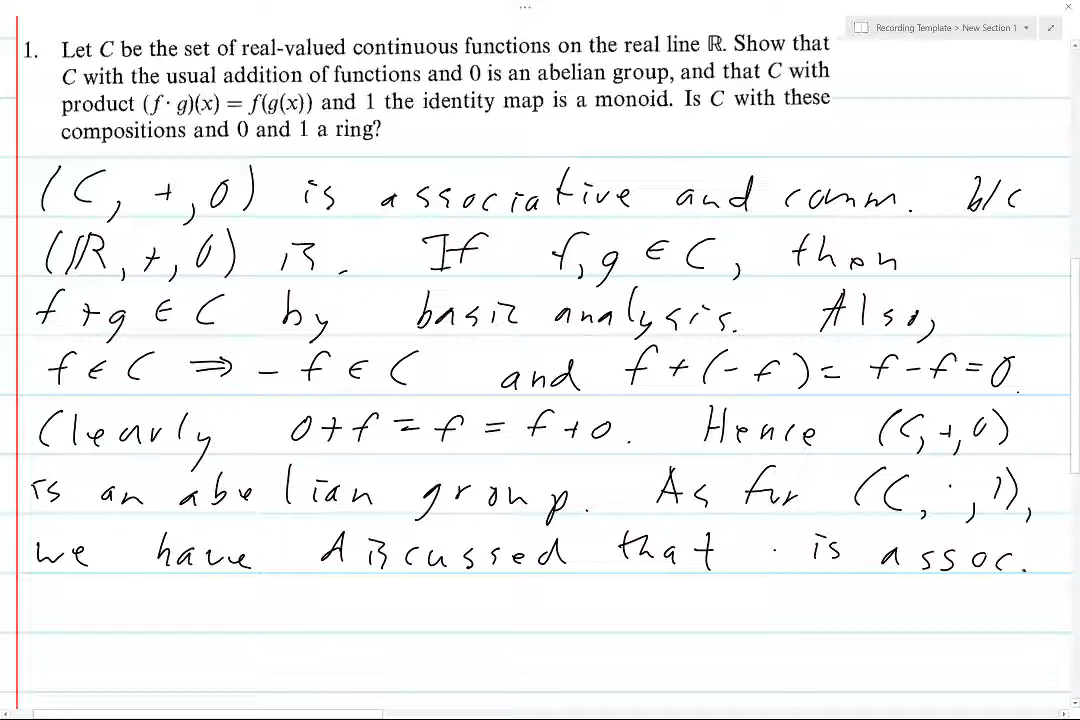 ...
Recording Template > New Section 1
1. Let C be the set of real-valued continuous functions on the real line ℝ. Show that
C with the usual addition of functions and 0 is an abelian group, and that C with
product (f · g)(x) = f(g(x)) and 1 the identity map is a monoid. Is C with these
compositions and 0 and 1 a ring?
(C, +, 0) is associative and comm. b/c
(ℝ, +, 0) is. If f, g ∈ C, then
f + g ∈ C by basic analysis. Also,
f ∈ C ⇒ -f ∈ C and f + (-f) = f - f = 0.
Clearly 0 + f = f = f + 0. Hence (C, +, 0)
is an abelian group. As for (C, ·, 1),
we have discussed that · is assoc.